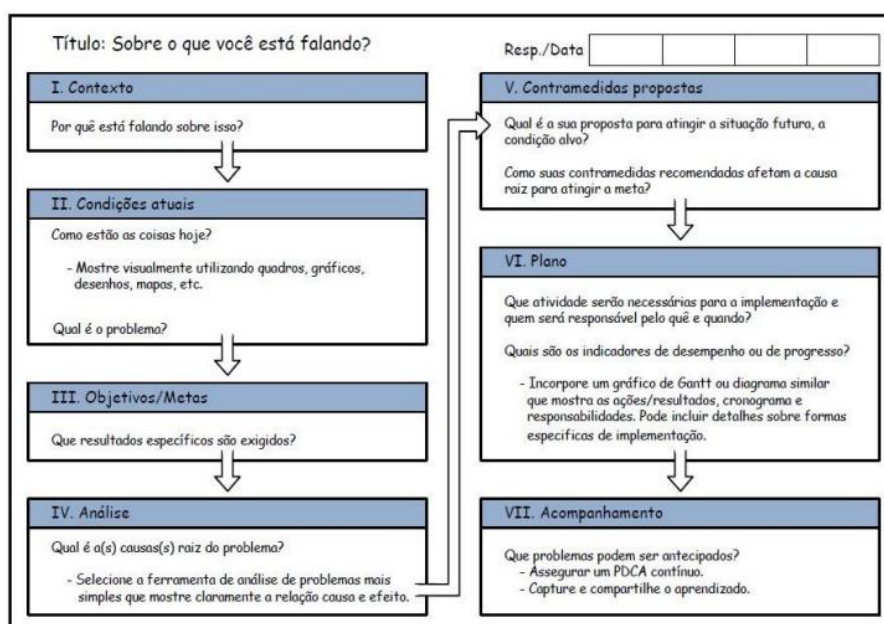 Título: Sobre o que você está falando?
Resp./Data
I. Contexto
Por quê está falando sobre isso?
II. Condições atuais
Como estão as coisas hoje?
- Mostre visualmente utilizando quadros, gráficos,
desenhos, mapas, etc.
Qual é o problema?
III. Objetivos/Metas
Que resultados específicos são exigidos?
IV. Análise
Qual é a(s) causas(s) raiz do problema?
- Selecione a ferramenta de análise de problemas mais
simples que mostre claramente a relação causa e efeito.
V. Contramedidas propostas
Qual é a sua proposta para atingir a situação futura, a
condição alvo?
Como suas contramedidas recomendadas afetam a causa
raiz para atingir a meta?
VI. Plano
Que atividade serão necessárias para a implementação e
quem será responsável pelo quê e quando?
Quais são os indicadores de desempenho ou de progresso?
- Incorpore um gráfico de Gantt ou diagrama similar
que mostra as ações/resultados, cronograma e
responsabilidades. Pode incluir detalhes sobre formas
especificas de implementação.
VII. Acompanhamento
Que problemas podem ser antecipados?
- Assegurar um PDCA contínuo.
- Capture e compartilhe o aprendizado.